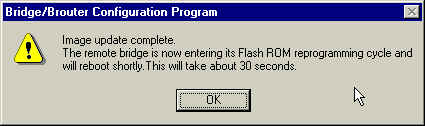 Bridge/Brouter Configuration Program
Image update complete.
The remote bridge is now entering its Flash ROM reprogramming cycle and
will reboot shortly.This will take about 30 seconds.
OK